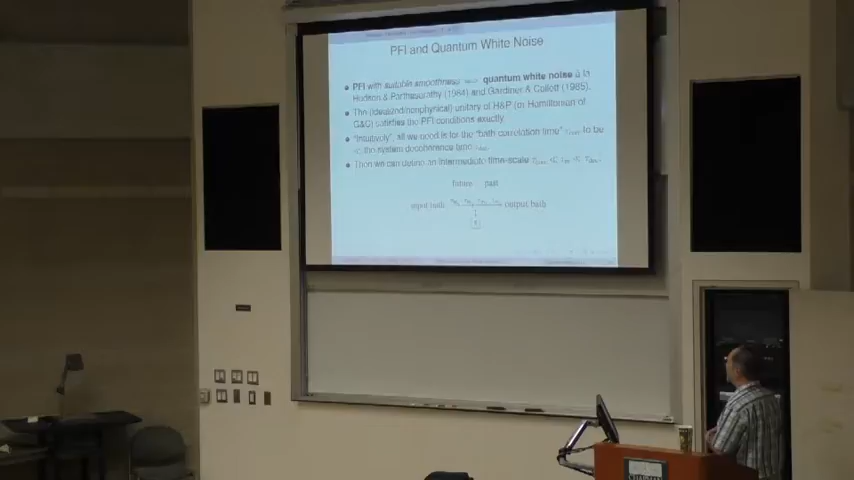 PFI and Quantum White Noise
PFI with suitable smoothness quantum white noise à la
Hudson & Parthasarathy (1984) and Gardiner & Collett (1985).
The (idealized/nonphysical) unitary of H&P (or Hamiltonian of
G&C) satisfies the PFI conditions exactly.
"Intuitively", all we need is for the "bath correlation time" to be
the system decoherence time
Then we can define an intermediate time-scale
future past
input bath output bath